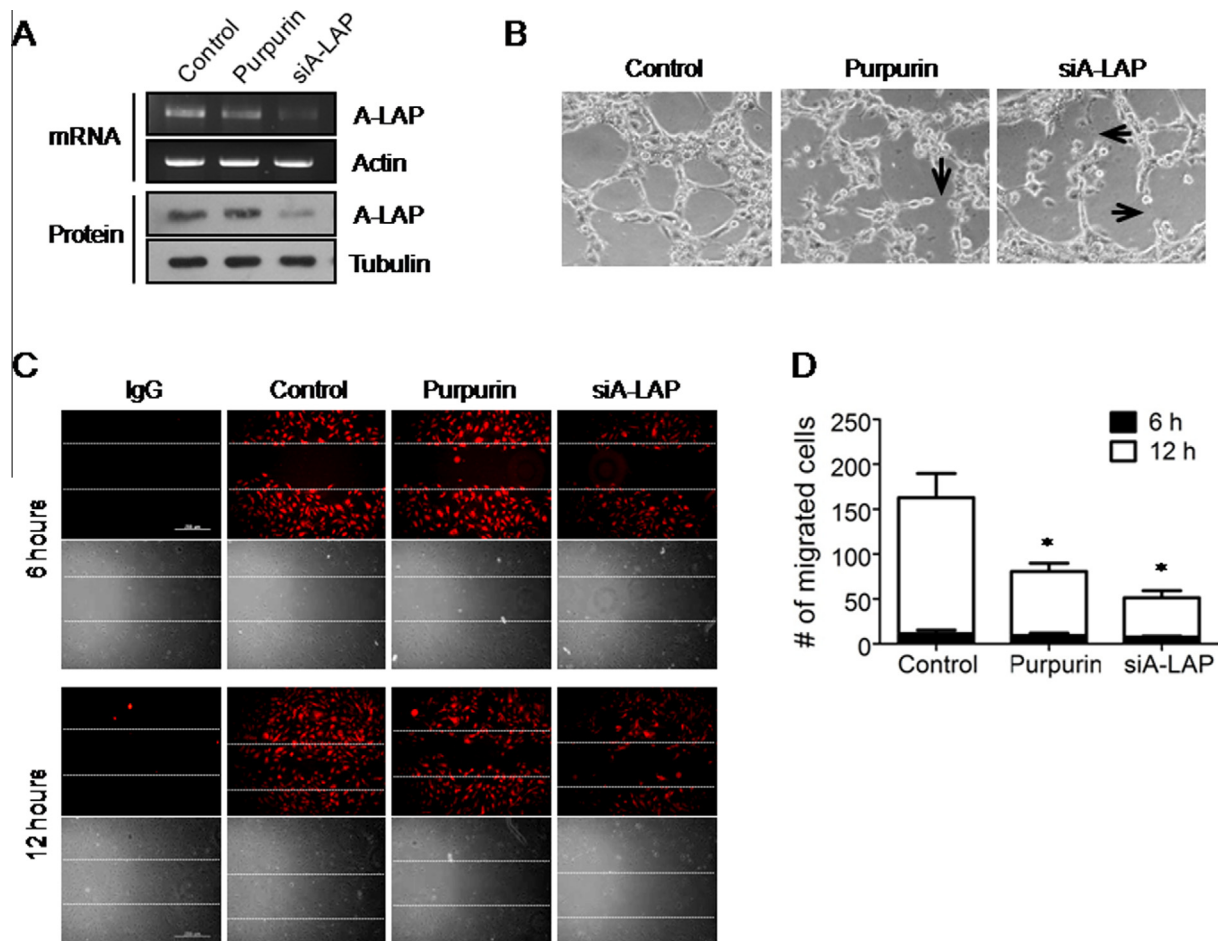 A
Control
Purpurin
siA-LAP
mRNA
A-LAP
Actin
Protein
A-LAP
Tubulin
B
Control
Purpurin
siA-LAP
C
IgG
Control
Purpurin
siA-LAP
6 hours
12 hours
D
6 h
12 h
# of migrated cells
250
200
150
100
50
0
*
*
Control
Purpurin
siA-LAP